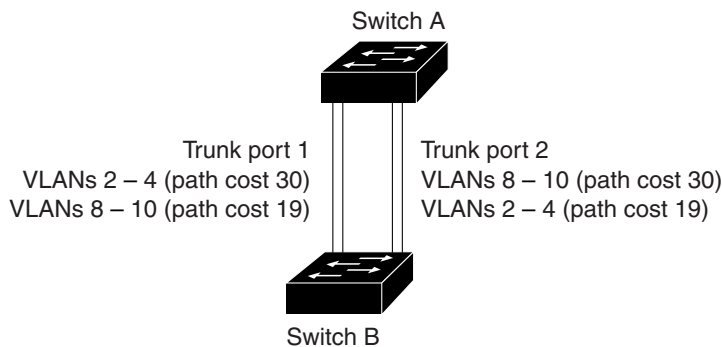 Switch A
Trunk port 1
VLANs 2 – 4 (path cost 30)
VLANs 8 – 10 (path cost 19)
Trunk port 2
VLANs 8 – 10 (path cost 30)
VLANs 2 – 4 (path cost 19)
Switch B